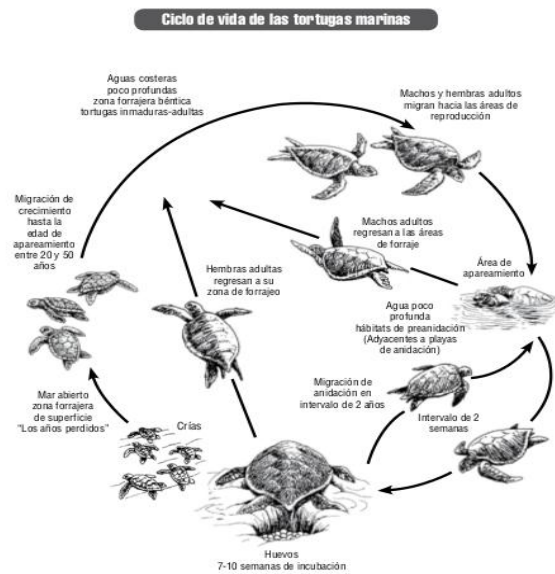 Ciclo de vida de las tortugas marinas
Aguas costeras
poco profundas
zona forrajera béntica
tortugas inmaduras-adultas
Machos y hembras adultos
migran hacia las áreas de
reproducción
Migración de
crecimiento
hasta la
edad de
apareamiento
entre 20 y 50
años
Machos adultos
regresan a las áreas
de forraje
Área de
apareamiento
Hembras adultas
regresan a su
zona de forrajeo
Agua poco
profunda
hábitats de preanidación
(Adyacentes a playas
de anidación)
Migración de
anidación en
intervalo de 2 años
Intervalo de 2
semanas
Mar abierto
zona forrajera
de superficie
"Los años perdidos"
Crías
Huevos
7-10 semanas de incubación